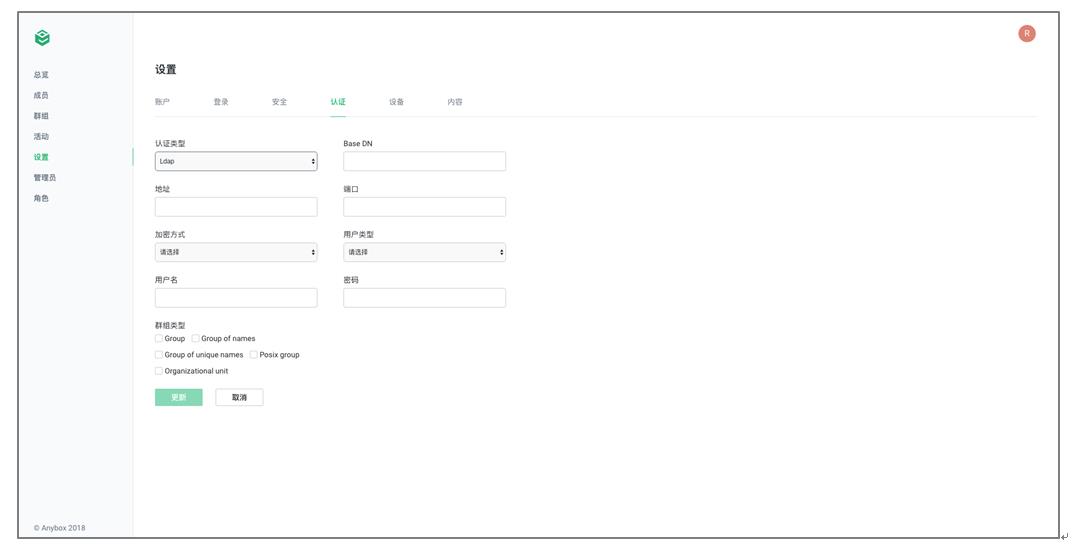 R
设置
账户 登录 安全 认证 设备 内容
总览
成员
群组
活动
设置
管理员
角色
认证类型 Base DN
Ldap
地址 端口
加密方式 用户类型
请选择 请选择
用户名 密码
群组类型
Group Group of names
Group of unique names Posix group
Organizational unit
更新 取消
© Anybox 2018